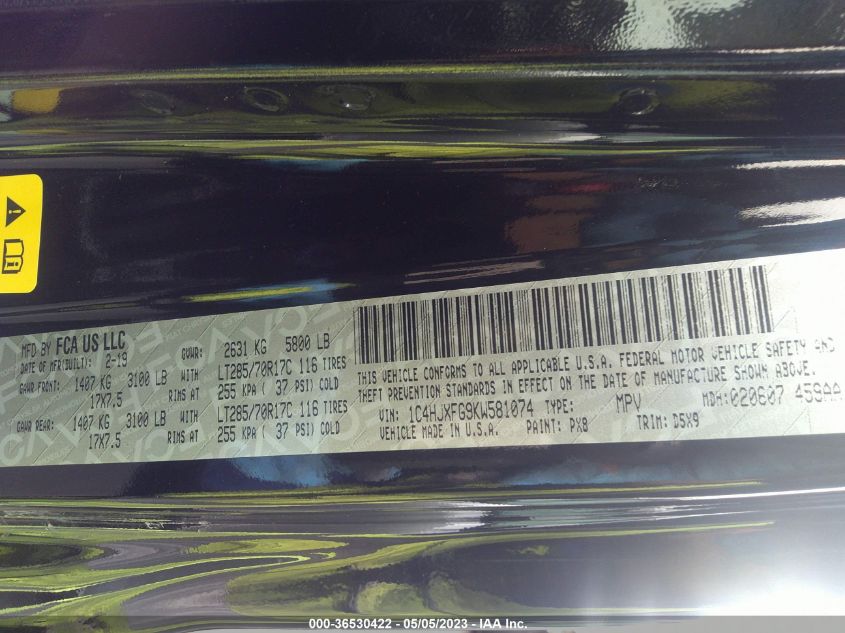 MFD BY FCA US LLC
DATE OF MFR(BUILT): 2-19
GVWR: 2631 KG 5800 LB
GAWR FRONT: 1407 KG 3100 LB WITH LT285/70R17C 116 TIRES
17X7.5 RIMS AT 255 KPA ( 37 PSI) COLD
GAWR REAR: 1407 KG 3100 LB WITH LT285/70R17C 116 TIRES
17X7.5 RIMS AT 255 KPA ( 37 PSI) COLD
THIS VEHICLE CONFORMS TO ALL APPLICABLE U.S.A. FEDERAL MOTOR VEHICLE SAFETY AND
THEFT PREVENTION STANDARDS IN EFFECT ON THE DATE OF MANUFACTURE SHOWN ABOVE.
VIN: 1C4HJXFG9KW581074 TYPE: MPV MDH: 020607 459AA
VEHICLE MADE IN U.S.A. PAINT: PX8 TRIM: D5X9
000-36530422 - 05/05/2023 - IAA Inc.